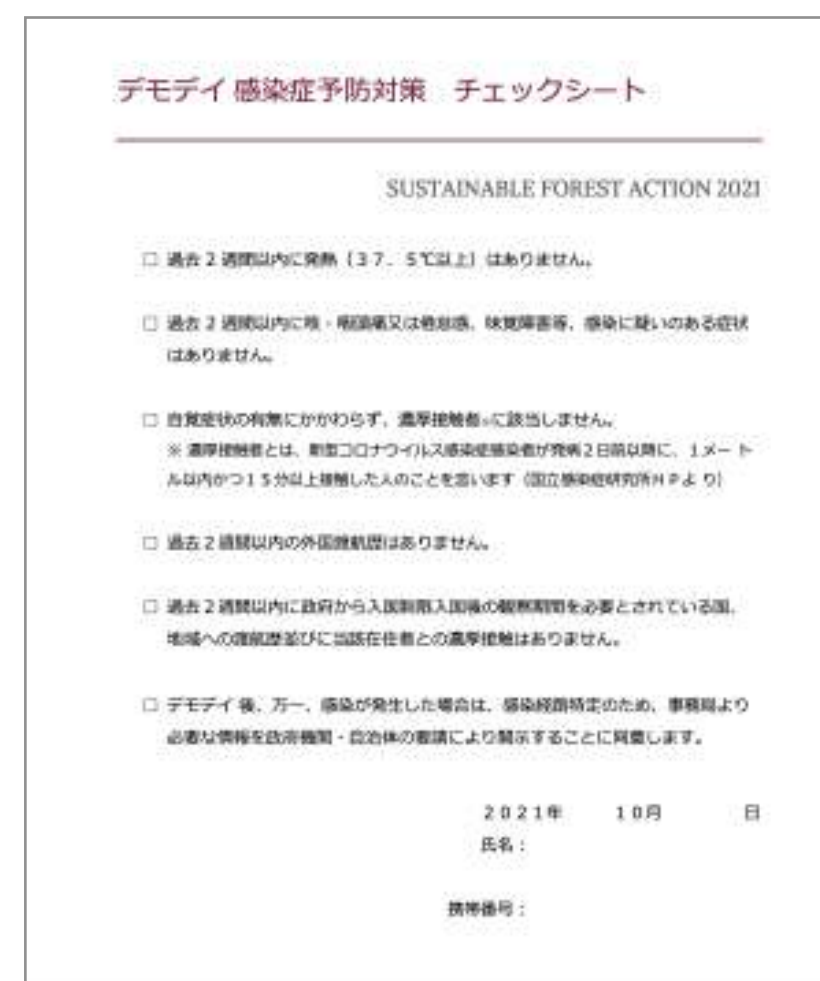 デモデイ 感染症予防対策　チェックシート
SUSTAINABLE FOREST ACTION 2021
□ 過去2週間以内に発熱（37．5℃以上）はありません。
□ 過去2週間以内に咳・咽頭痛又は倦怠感、味覚障害等、感染に疑いのある症状
はありません。
□ 自覚症状の有無にかかわらず、濃厚接触者※に該当しません。
※ 濃厚接触者とは、新型コロナウイルス感染症感染者が発病2日前以降に、1メート
ル以内かつ15分以上接触した人のことを言います（国立感染症研究所HPより）
□ 過去2週間以内の外国渡航歴はありません。
□ 過去2週間以内に政府から入国制限入国後の観察期間を必要とされている国、
地域への渡航歴並びに当該在住者との濃厚接触はありません。
□ デモデイ 後、万一、感染が発生した場合は、感染経路特定のため、事務局より
必要な情報を政府機関・自治体の要請により開示することに同意します。
2021年　10月　日
氏名：
携帯番号：